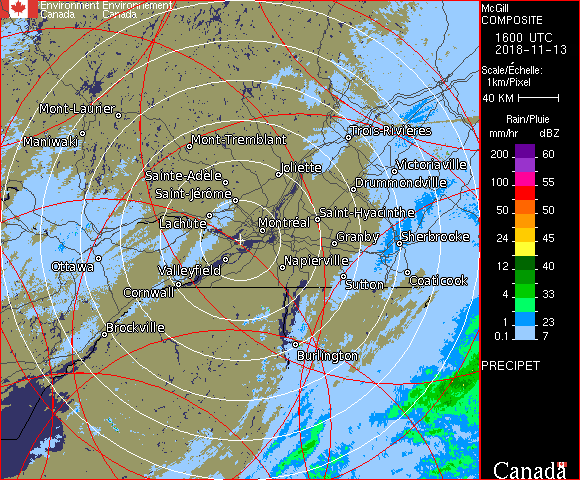 Environment Environnement
Canada Canada
McGill
COMPOSITE
1600 UTC
2018-11-13
Scale/Échelle:
1km/Pixel
40 KM
Rain/Pluie
mm/hr dBZ
200 60
100 55
50 50
24 45
12 40
4 33
1 23
0.1 7
PRECIPET
Canada
Mont-Laurier
Maniwaki
Mont-Tremblant
Trois-Rivières
Joliette
Victoriaville
Sainte-Adèle
Drummondville
Saint-Jérôme
Saint-Hyacinthe
Lachute
Montréal
Granby
Sherbrooke
Ottawa
Valleyfield
Napierville
Cornwall
Sutton
Coaticook
Brockville
Burlington